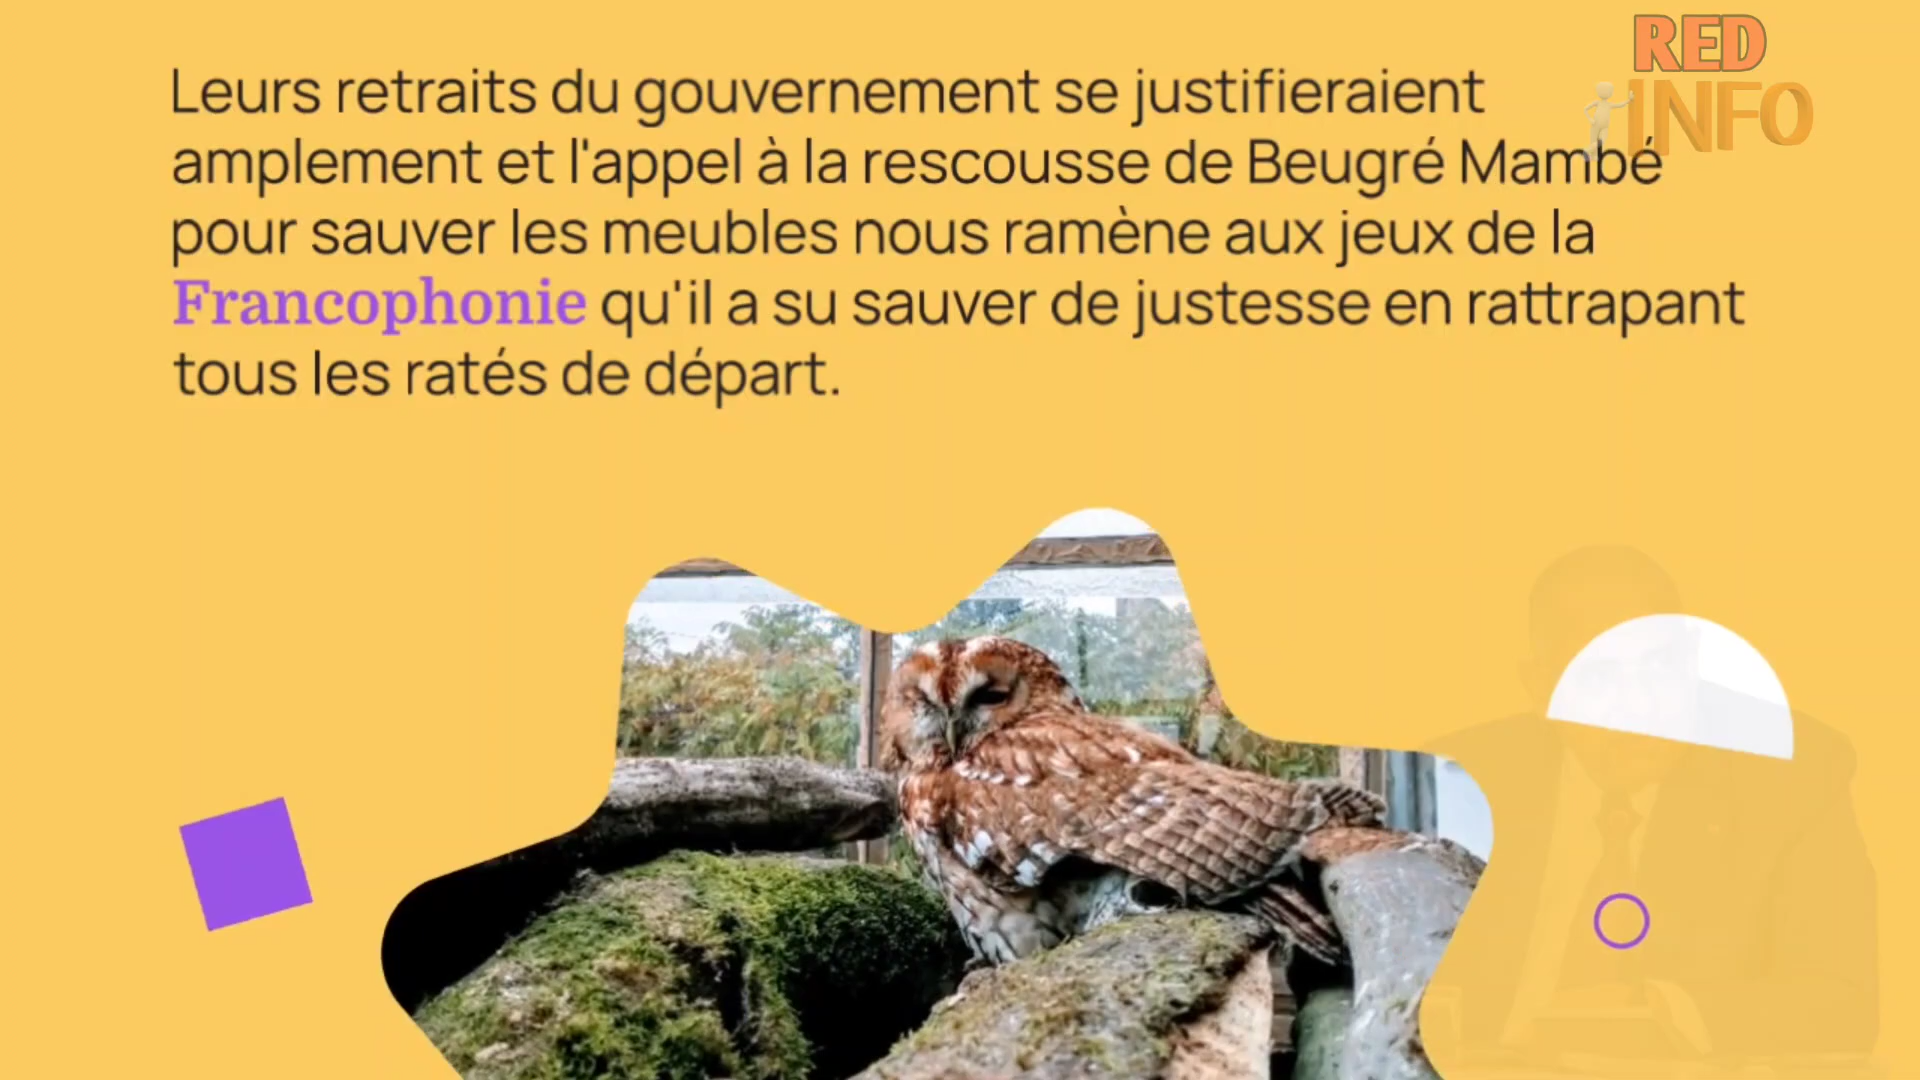 RED
INFO
Leurs retraits du gouvernement se justifieraient
amplement et l'appel à la rescousse de Beugré Mambé
pour sauver les meubles nous ramène aux jeux de la
Francophonie qu'il a su sauver de justesse en rattrapant
tous les ratés de départ.